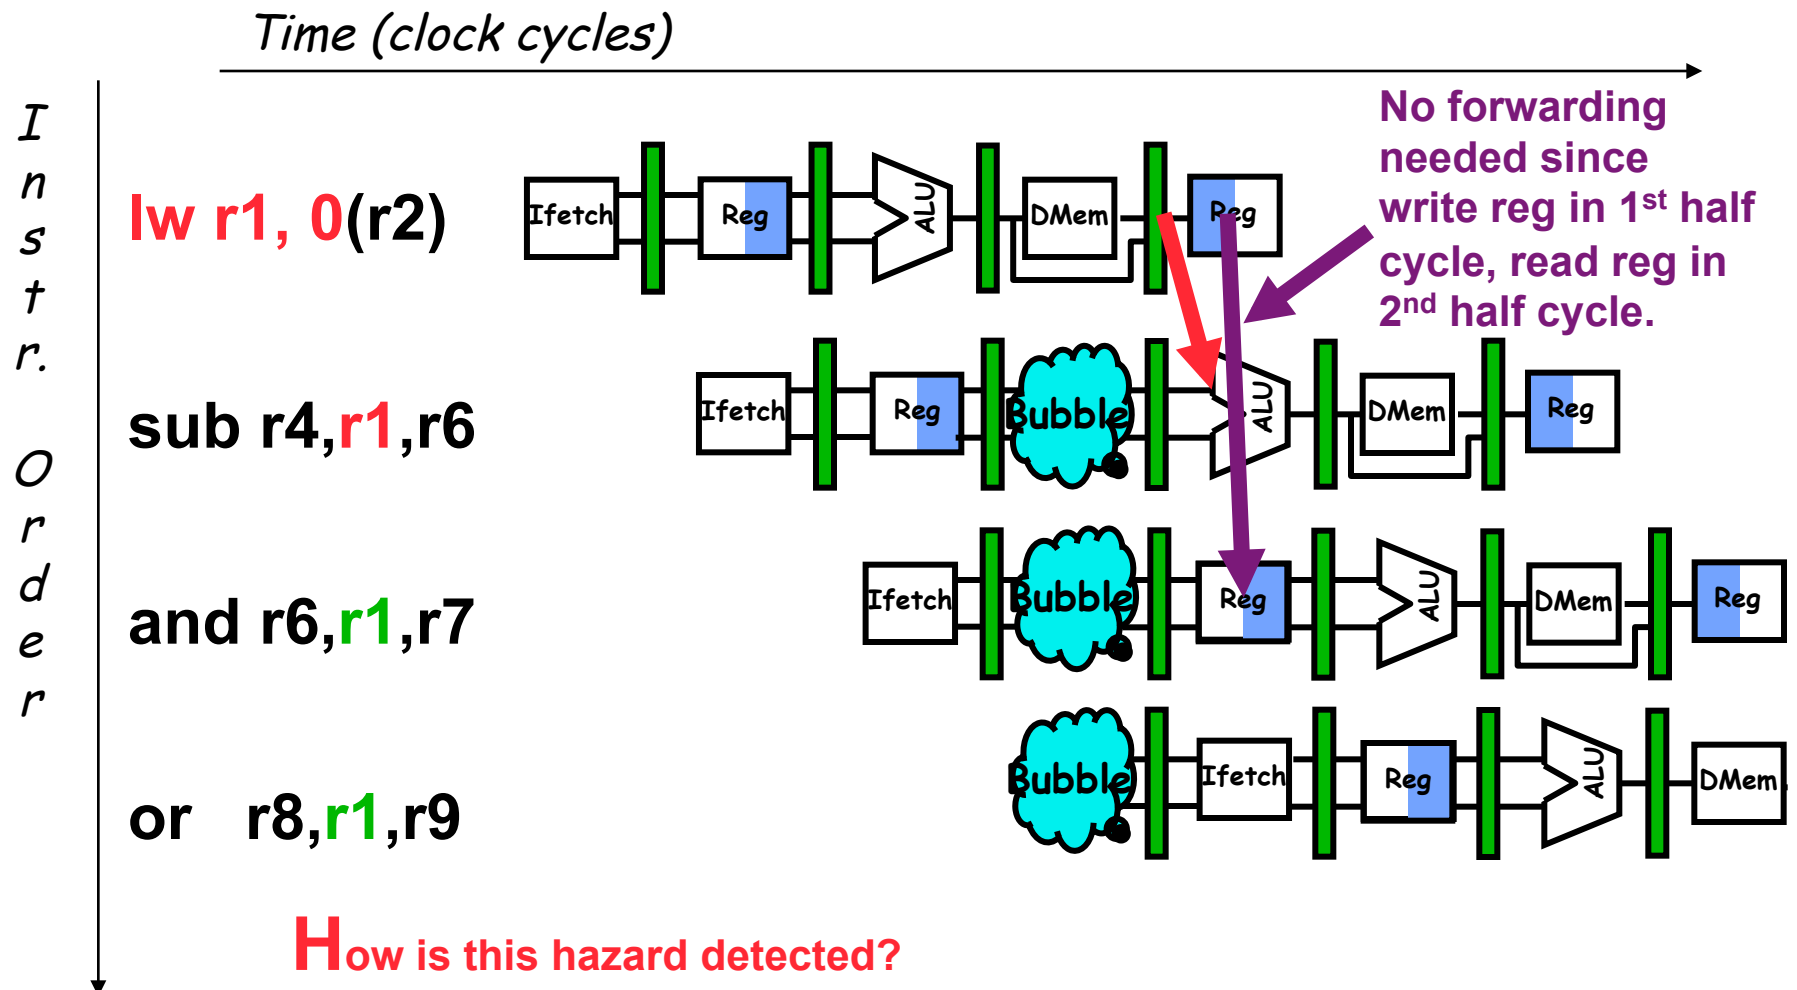 Time (clock cycles)
Instr. Order
No forwarding
needed since
write reg in 1st half
cycle, read reg in
2nd half cycle.
lw r1, 0(r2)
Ifetch Reg ALU DMem Reg
sub r4,r1,r6
Ifetch Reg Bubble ALU DMem Reg
and r6,r1,r7
Ifetch Bubble Reg ALU DMem Reg
or r8,r1,r9
Bubble Ifetch Reg ALU DMem
How is this hazard detected?